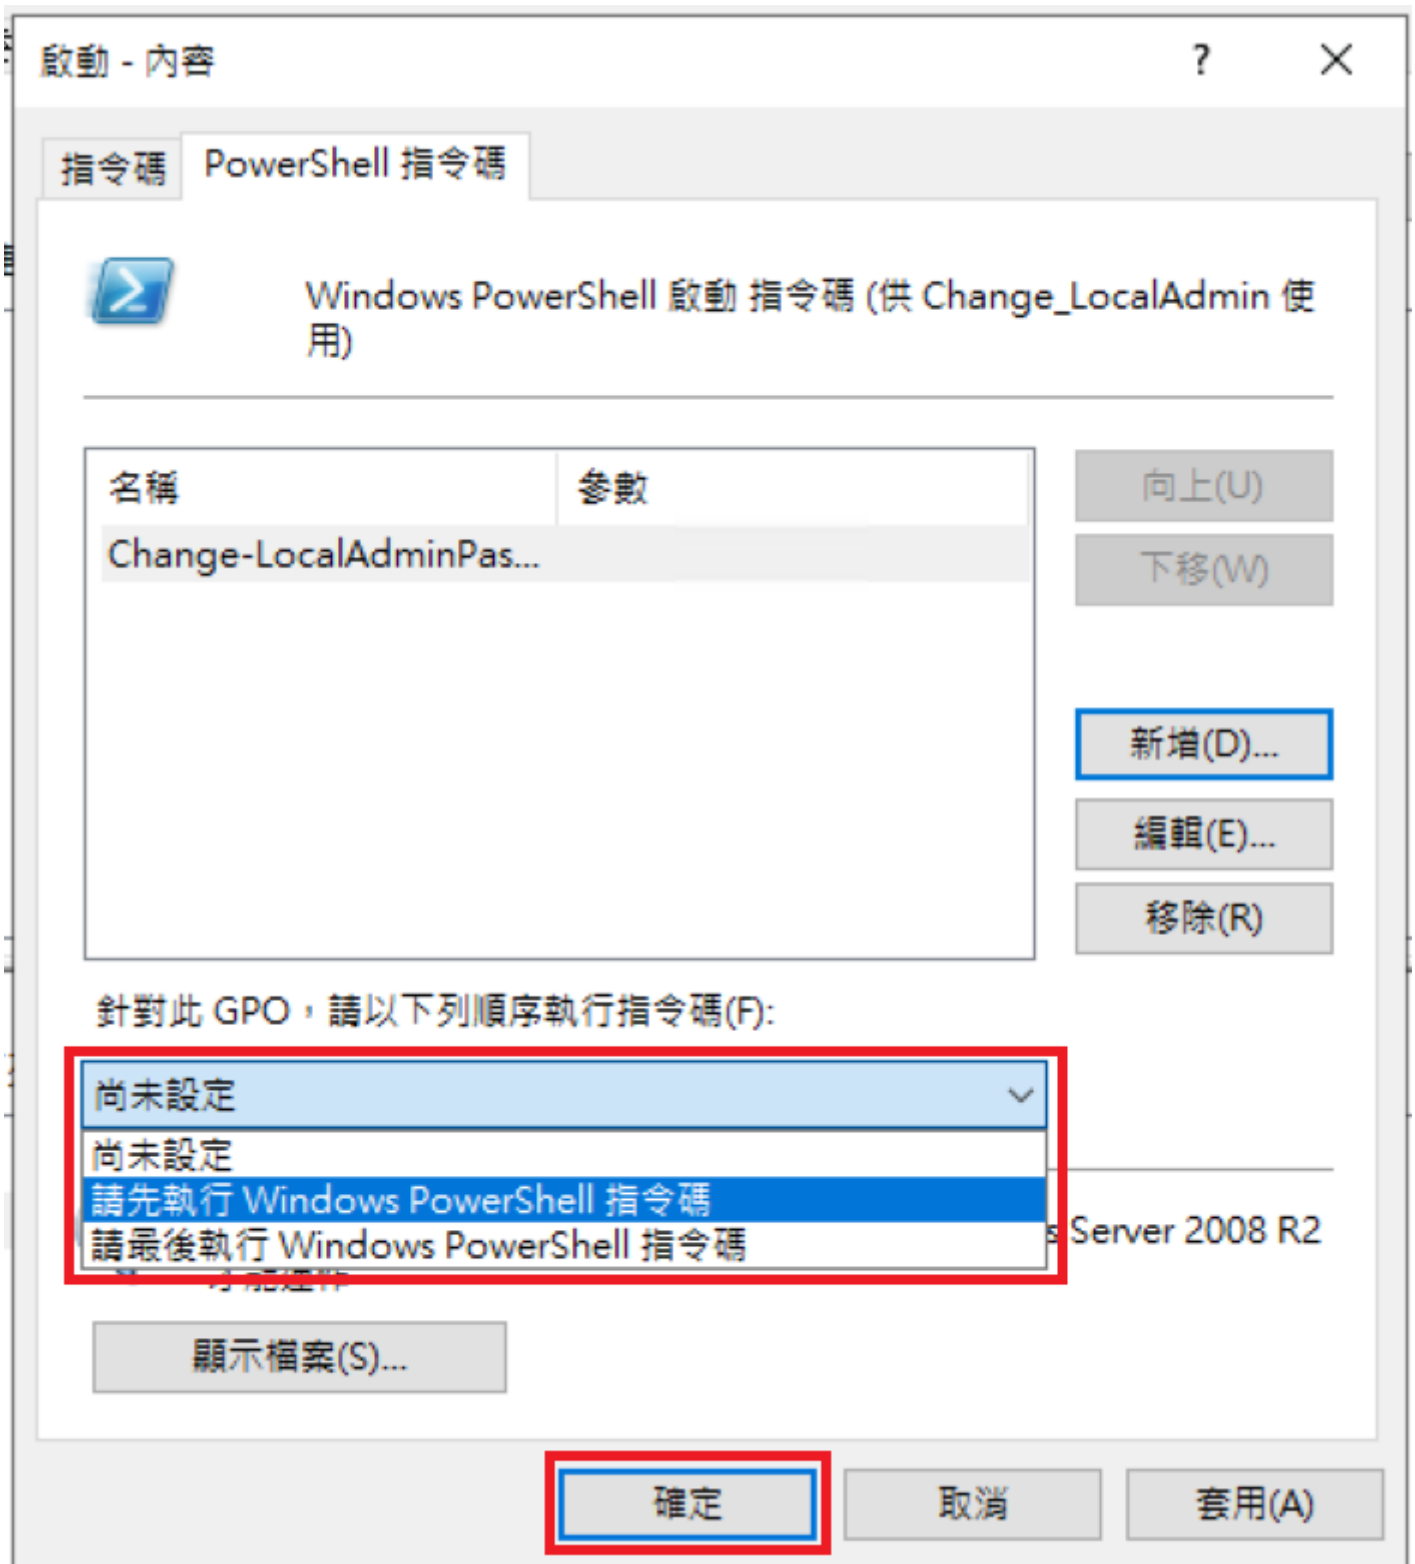 啟動 - 內容
指令碼
PowerShell 指令碼
Windows PowerShell 啟動 指令碼 (供 Change_LocalAdmin 使
用)
名稱
參數
Change-LocalAdminPas...
向上(U)
下移(W)
新增(D)...
編輯(E)...
移除(R)
針對此 GPO，請以下列順序執行指令碼(F):
尚未設定
尚未設定
請先執行 Windows PowerShell 指令碼
請最後執行 Windows PowerShell 指令碼
s Server 2008 R2
顯示檔案(S)...
確定
取消
套用(A)